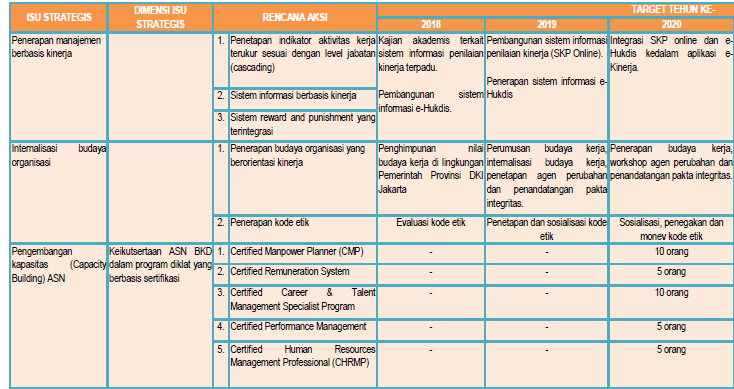 ISU STRATEGIS
DIMENSI ISU
STRATEGIS
RENCANA AKSI
TARGET TEHUN KE-
2018
2019
2020
Penerapan manajemen
berbasis kinerja
1. Penetapan indikator aktivitas kerja
terukur sesuai dengan level jabatan
(cascading)
Kajian akademis terkait
sistem informasi penilaian
kinerja terpadu.
Pembangunan sistem
informasi e-Hukdis.
Pembangunan sistem informasi
penilaian kinerja (SKP Online).
Penerapan sistem informasi e-
Hukdis
Integrasi SKP online dan e-
Hukdis kedalam aplikasi e-
Kinerja.
2. Sistem informasi berbasis kinerja
3. Sistem reward and punishment yang
terintegrasi
Internalisasi budaya
organisasi
1. Penerapan budaya organisasi yang
berorientasi kinerja
Penghimpunan nilai
budaya kerja di lingkungan
Pemerintah Provinsi DKI
Jakarta
Perumusan budaya kerja,
internalisasi budaya kerja,
penetapan agen perubahan
dan penandatangan pakta
integritas.
Penerapan budaya kerja,
workshop agen perubahan dan
penandatangan pakta integritas.
2. Penerapan kode etik
Evaluasi kode etik
Penetapan dan sosialisasi kode
etik
Sosialisasi, penegakan dan
monev kode etik
Pengembangan
kapasitas (Capacity
Building) ASN
Keikutsertaan ASN BKD
dalam program diklat yang
berbasis sertifikasi
1. Certified Manpower Planner (CMP)
-
-
10 orang
2. Certified Remuneration System
-
-
5 orang
3. Certified Career & Talent
Management Specialist Program
-
-
10 orang
4. Certified Performance Management
-
-
5 orang
5. Certified Human Resources
Management Professional (CHRMP)
-
-
5 orang